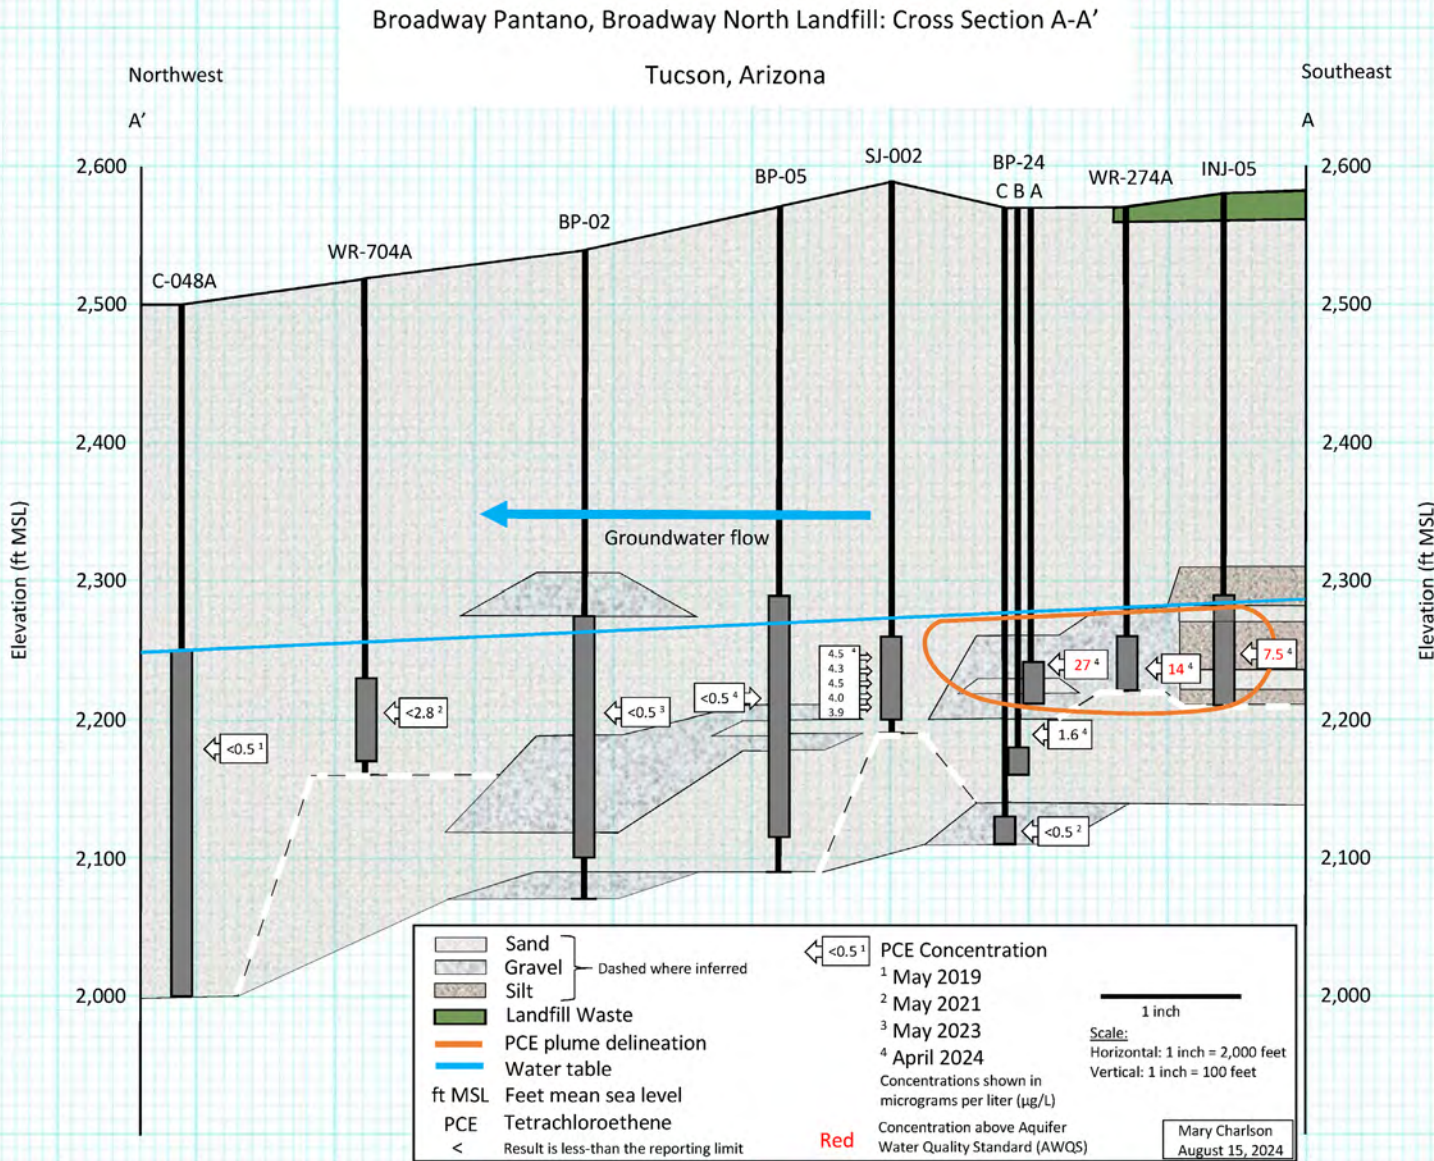 Broadway Pantano, Broadway North Landfill: Cross Section A-A’
Tucson, Arizona
Northwest
Southeast
A’
A
2,600
2,600
SJ-002
BP-24
BP-05
C B A
WR-274A
INJ-05
BP-02
WR-704A
C-048A
2,500
2,500
2,400
2,400
Elevation (ft MSL)
Elevation (ft MSL)
Groundwater flow
2,300
2,300
4.5 4
4.3
4.5
4.0
3.9
27 4
14 4
7.5 4
<0.5 4
<0.5 3
<2.8 2
<0.5 1
1.6 4
2,200
2,200
<0.5 2
2,100
2,100
2,000
2,000
Sand
Gravel
Silt
Dashed where inferred
Landfill Waste
PCE plume delineation
Water table
ft MSL Feet mean sea level
PCE Tetrachloroethene
< Result is less-than the reporting limit
<0.5 1 PCE Concentration
1 May 2019
2 May 2021
3 May 2023
4 April 2024
Concentrations shown in
micrograms per liter (µg/L)
Red Concentration above Aquifer
Water Quality Standard (AWQS)
1 inch
Scale:
Horizontal: 1 inch = 2,000 feet
Vertical: 1 inch = 100 feet
Mary Charlson
August 15, 2024